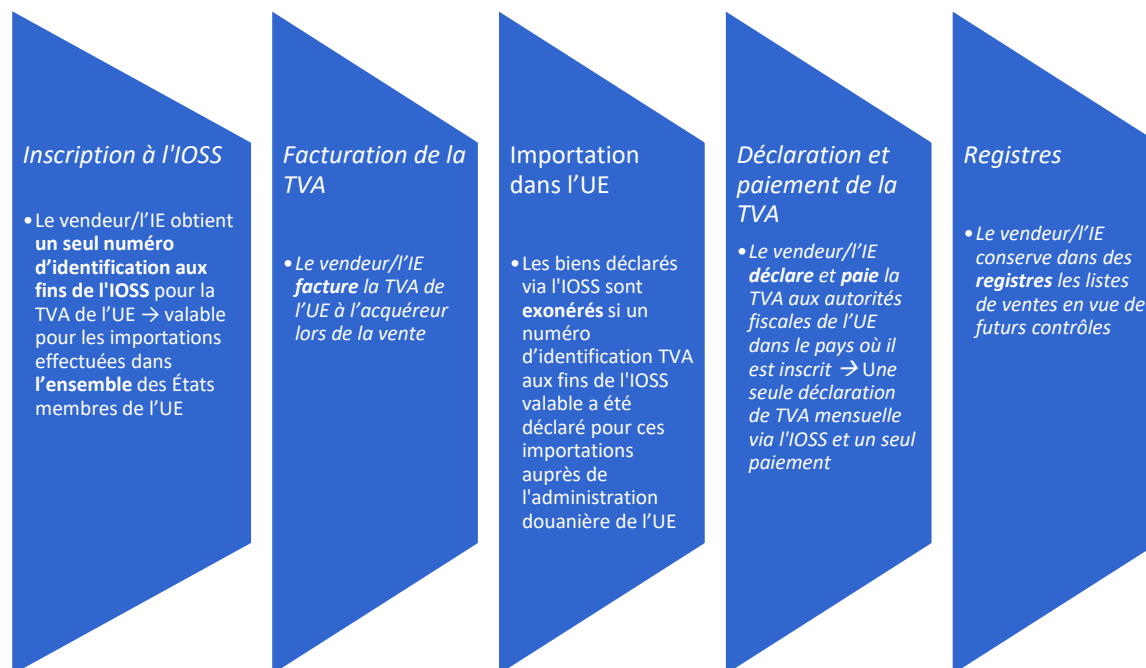 Inscription à l'IOSS
•Le vendeur/l’IE obtient
un seul numéro
d’identification aux
fins de l'IOSS pour la
TVA de l’UE → valable
pour les importations
effectuées dans
l’ensemble des États
membres de l’UE
Facturation de la
TVA
•Le vendeur/l’IE
facture la TVA de
l’UE à l’acquéreur
lors de la vente
Importation
dans l’UE
•Les biens déclarés
via l'IOSS sont
exonérés si un
numéro
d’identification TVA
aux fins de l'IOSS
valable a été
déclaré pour ces
importations
auprès de
l'administration
douanière de l’UE
Déclaration et
paiement de la
TVA
•Le vendeur/l’IE
déclare et paie la
TVA aux autorités
fiscales de l’UE
dans le pays où il
est inscrit → Une
seule déclaration
de TVA mensuelle
via l'IOSS et un seul
paiement
Registres
•Le vendeur/l’IE
conserve dans des
registres les listes
de ventes en vue de
futurs contrôles